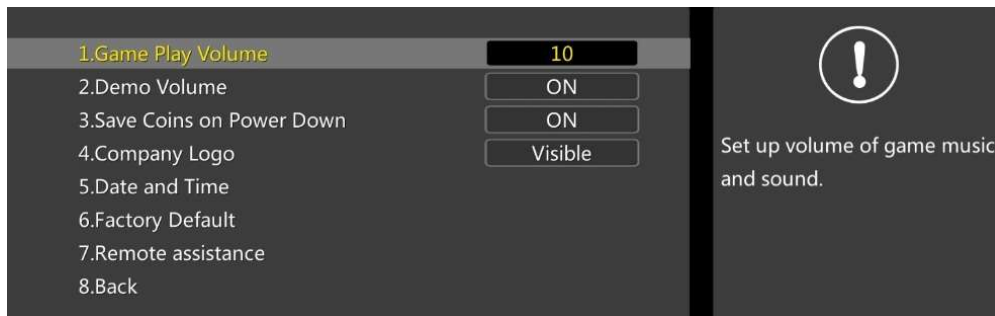 1.Game Play Volume 10
2.Demo Volume ON
3.Save Coins on Power Down ON
4.Company Logo Visible
5.Date and Time
6.Factory Default
7.Remote assistance
8.Back
Set up volume of game music
and sound.